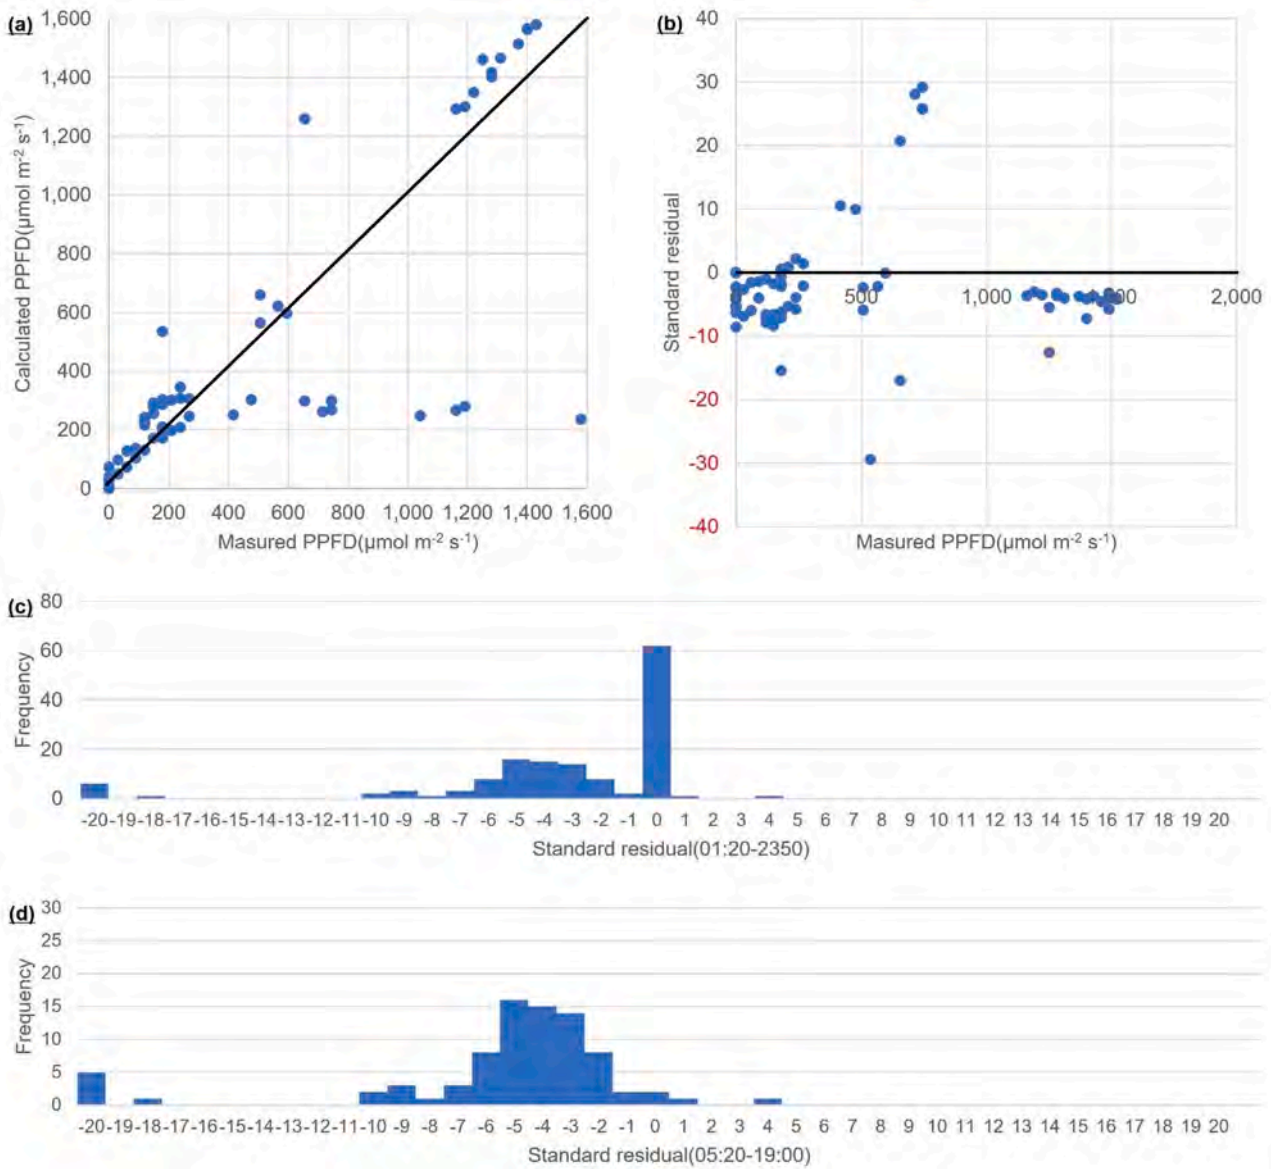 (a)
1,600
1,400
1,200
1,000
800
600
400
200
0
Calculated PPFD(μmol m⁻² s⁻¹)
0 200 400 600 800 1,000 1,200 1,400 1,600
Masured PPFD(μmol m⁻² s⁻¹)
(b)
40
30
20
10
0
-10
-20
-30
-40
Standard residual
500 1,000 2,000
Masured PPFD(μmol m⁻² s⁻¹)
(c)
80
60
40
20
0
Frequency
-20-19-18-17-16-15-14-13-12-11-10 -9 -8 -7 -6 -5 -4 -3 -2 -1 0 1 2 3 4 5 6 7 8 9 10 11 12 13 14 15 16 17 18 19 20
Standard residual(01:20-2350)
(d)
30
25
20
15
10
5
0
Frequency
-20-19-18-17-16-15-14-13-12-11-10 -9 -8 -7 -6 -5 -4 -3 -2 -1 0 1 2 3 4 5 6 7 8 9 10 11 12 13 14 15 16 17 18 19 20
Standard residual(05:20-19:00)